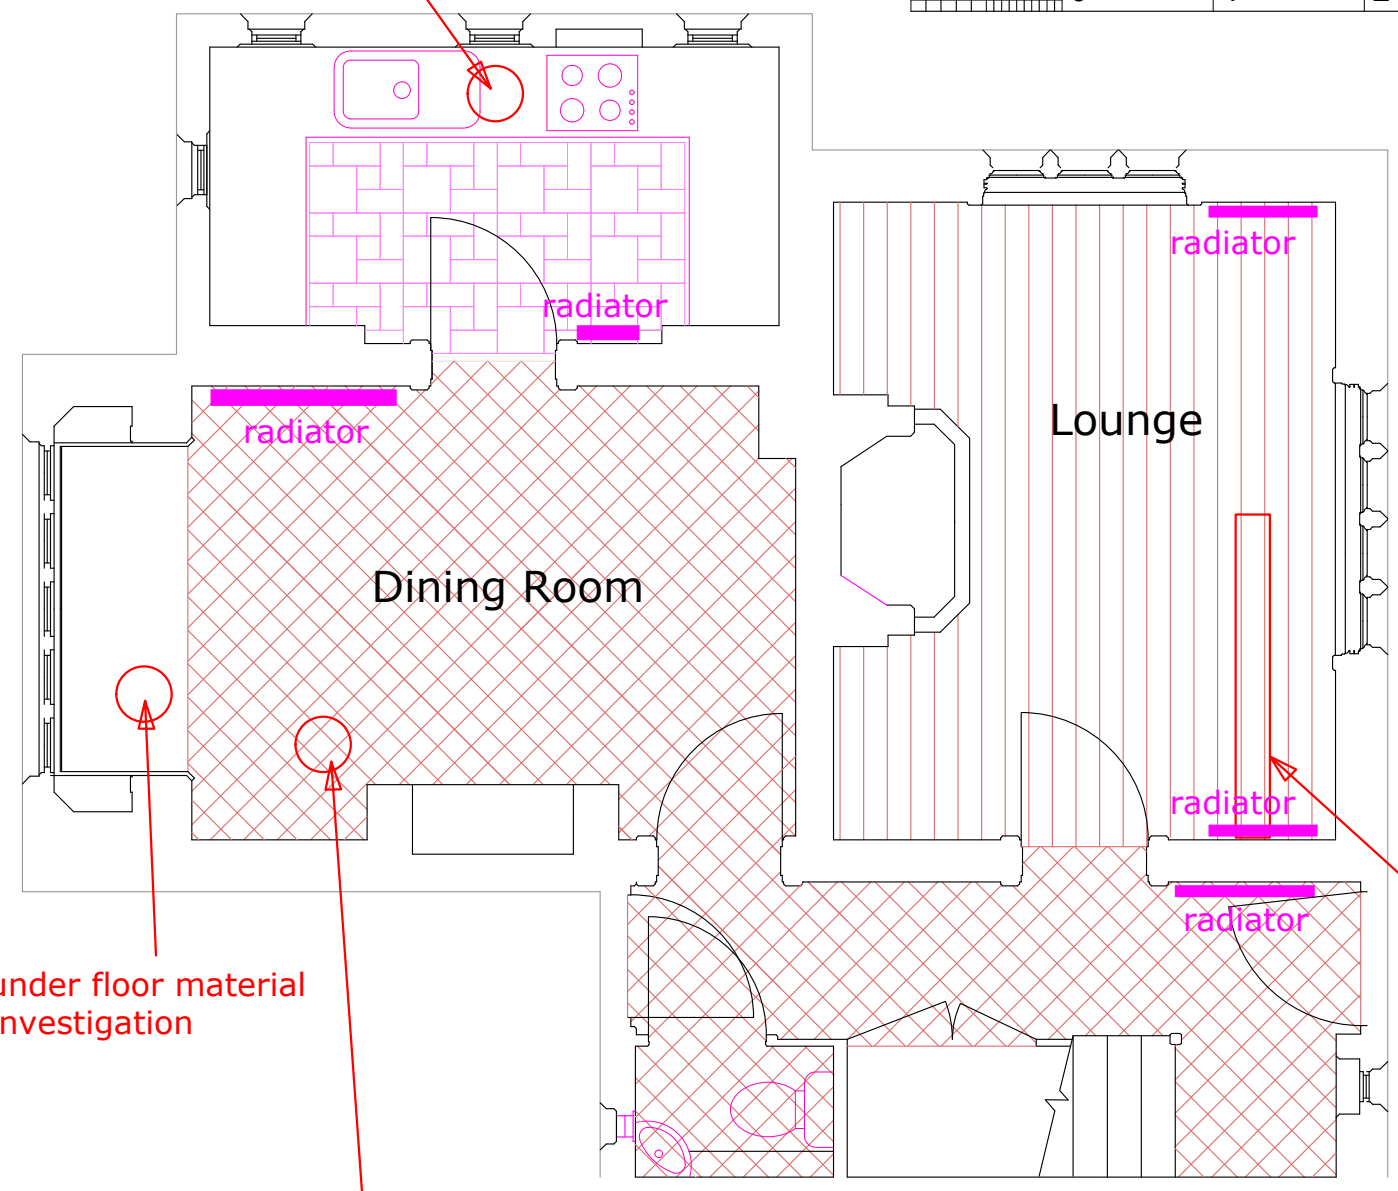 radiator
radiator
radiator
Lounge
Dining Room
radiator
radiator
under floor material
nvestigation